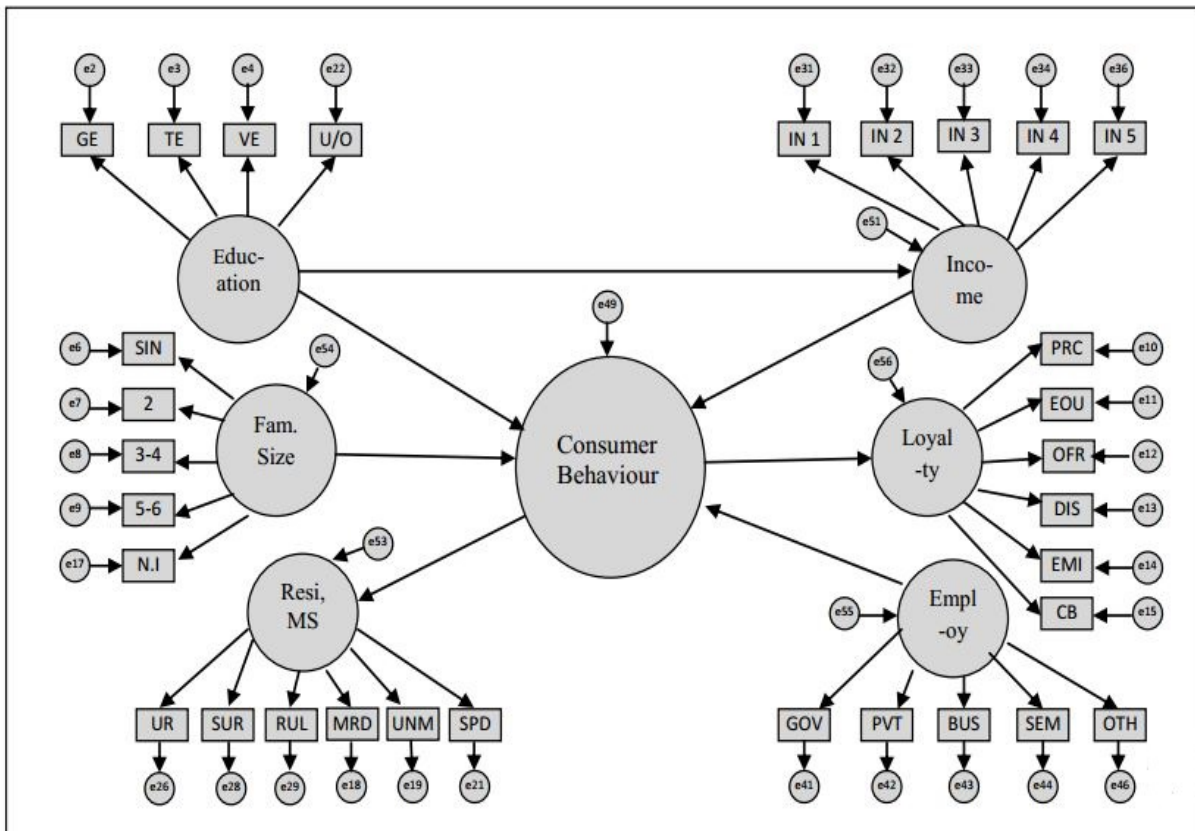 e2 e3 e4 e22
GE TE VE U/O
e31 e32 e33 e34 e36
IN 1 IN 2 IN 3 IN 4 IN 5
e51
Educ-
ation
Inco-
me
e49
e6 SIN
e7 2
e8 3-4
e9 5-6
e17 N.I
e54
Fam.
Size
Consumer
Behaviour
e56
Loyal
-ty
PRC e10
EOU e11
OFR e12
DIS e13
EMI e14
CB e15
e53
Resi,
MS
UR SUR RUL MRD UNM SPD
e26 e28 e29 e18 e19 e21
e55
Empl
-oy
GOV PVT BUS SEM OTH
e41 e42 e43 e44 e46